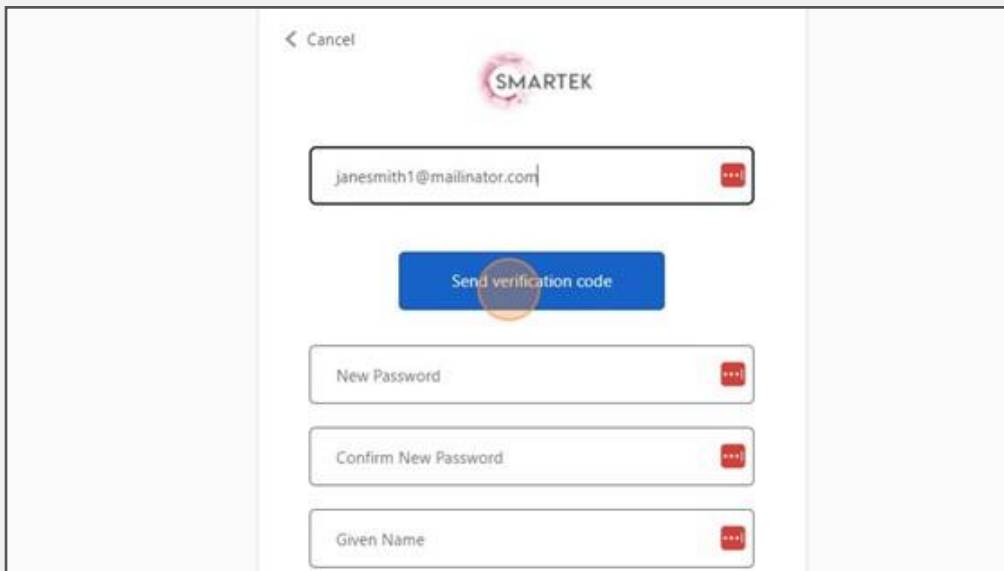 Cancel
SMARTEK
janesmith1@mailinator.com
Send verification code
New Password
Confirm New Password
Given Name